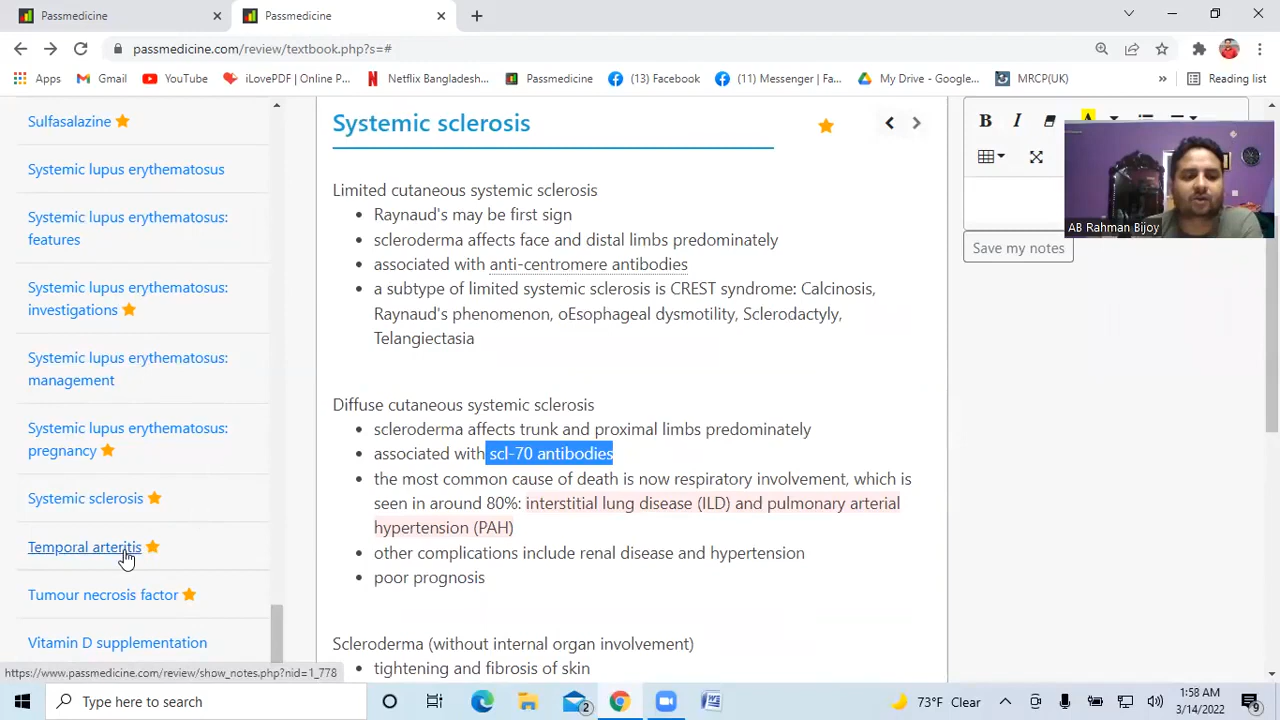 Passmedicine
Passmedicine
passmedicine.com/review/textbook.php?s=#
Apps
Gmail
YouTube
iLovePDF | Online P...
Netflix Bangladesh...
Passmedicine
(13) Facebook
(11) Messenger | Fa...
My Drive - Google...
MRCP(UK)
»
Reading list
Sulfasalazine
Systemic lupus erythematosus
Systemic lupus erythematosus:
features
Systemic lupus erythematosus:
investigations
Systemic lupus erythematosus:
management
Systemic lupus erythematosus:
pregnancy
Systemic sclerosis
Temporal arteritis
Tumour necrosis factor
Vitamin D supplementation
https://www.passmedicine.com/review/show_notes.php?nid=1_778
Systemic sclerosis
Limited cutaneous systemic sclerosis
• Raynaud's may be first sign
• scleroderma affects face and distal limbs predominately
• associated with anti-centromere antibodies
• a subtype of limited systemic sclerosis is CREST syndrome: Calcinosis,
Raynaud's phenomenon, oEsophageal dysmotility, Sclerodactyly,
Telangiectasia
Diffuse cutaneous systemic sclerosis
• scleroderma affects trunk and proximal limbs predominately
• associated with scl-70 antibodies
• the most common cause of death is now respiratory involvement, which is
seen in around 80%: interstitial lung disease (ILD) and pulmonary arterial
hypertension (PAH)
• other complications include renal disease and hypertension
• poor prognosis
Scleroderma (without internal organ involvement)
• tightening and fibrosis of skin
B I A
AB Rahman Bijoy
Save my notes
Type here to search
2
W
73°F Clear
1:58 AM
3/14/2022
9